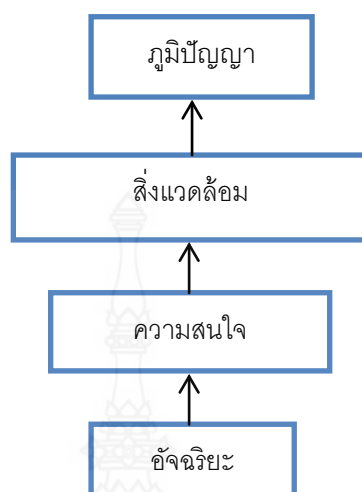 ภูมิปัญญา
สิ่งแวดล้อม
ความสนใจ
อัจฉริยะ